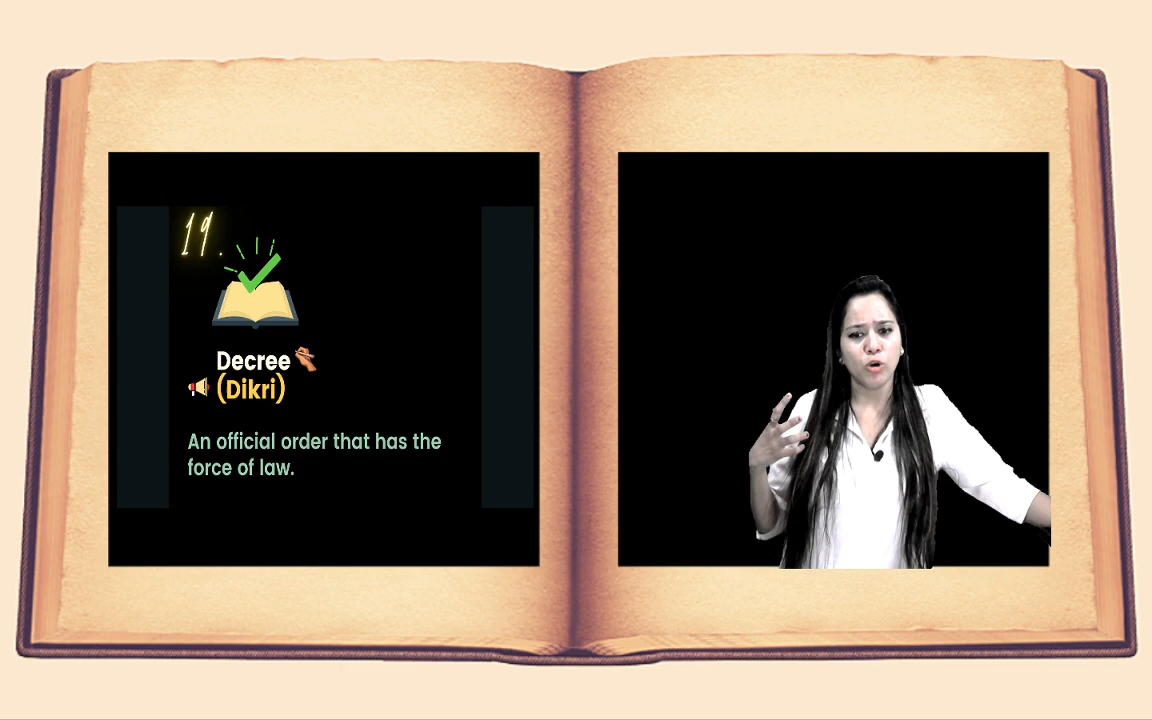 19.
Decree
(Dikri)
An official order that has the
force of law.